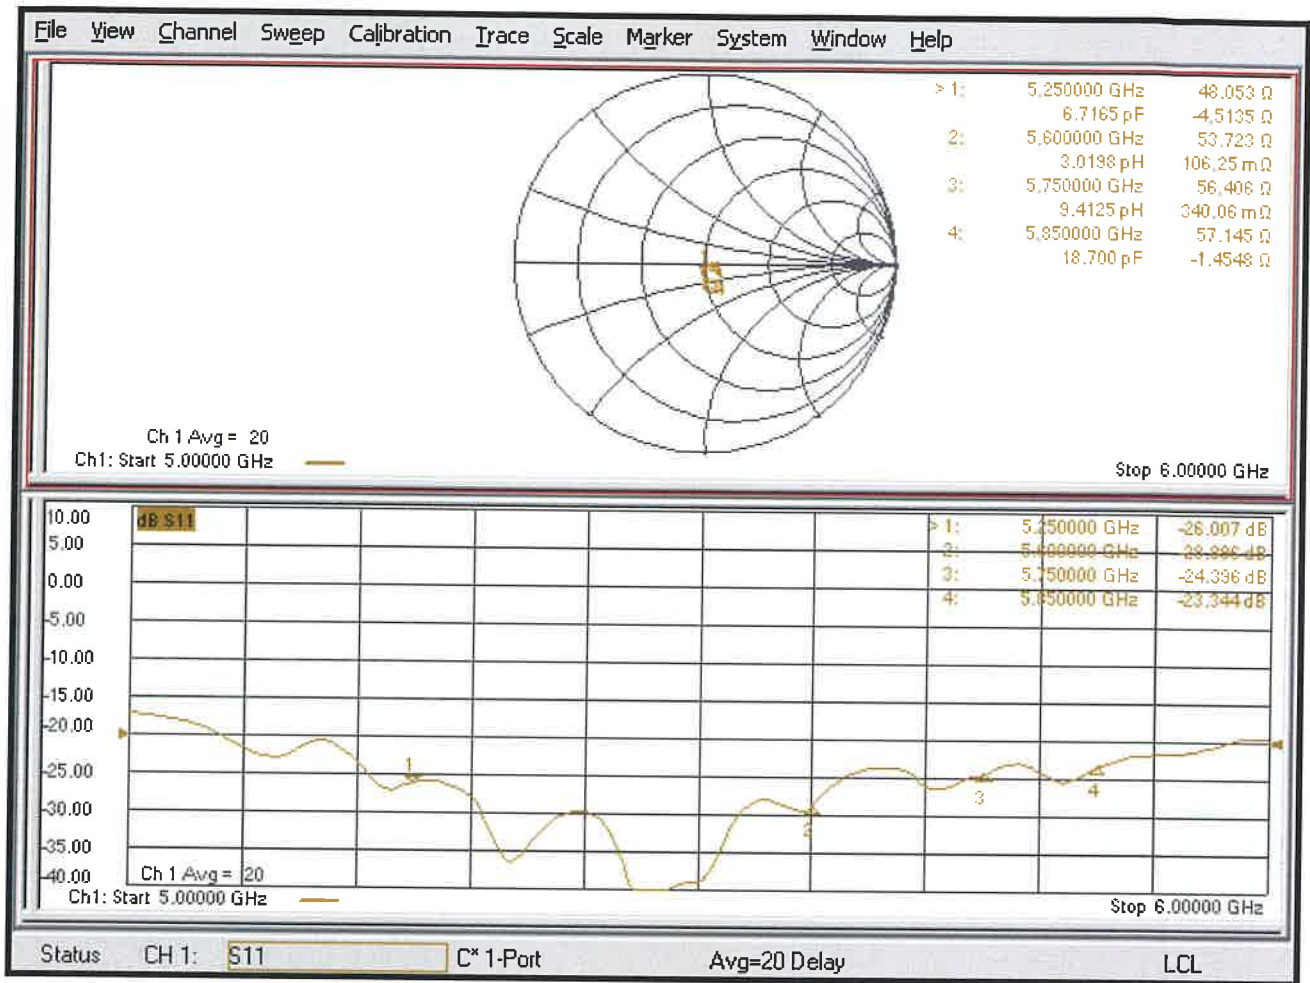 File View Channel Sweep Calibration Trace Scale Marker System Window Help
> 1: 5,250000 GHz 48.053 Ω
6.7165 pF -4,5135 Ω
2: 5,600000 GHz 53.723 Ω
3.0198 pH 106,25 mΩ
3: 5,750000 GHz 56,406 Ω
9.4125 pH 340,06 mΩ
4: 5,850000 GHz 57.145 Ω
18.700 pF -1.4548 Ω
Ch 1 Avg = 20
Ch1: Start 5.00000 GHz
Stop 6.00000 GHz
10.00 dB S11 > 1: 5.250000 GHz -26.007 dB
5.00 2: 5.600000 GHz -28.886 dB
0.00 3: 5.750000 GHz -24.396 dB
-5.00 4: 5.850000 GHz -23.344 dB
-10.00
-15.00
-20.00
-25.00 1
-30.00 3 4
-35.00 2
-40.00 Ch 1 Avg = 20
Ch1: Start 5.00000 GHz
Stop 6.00000 GHz
Status CH 1: S11 C* 1-Port Avg=20 Delay LCL